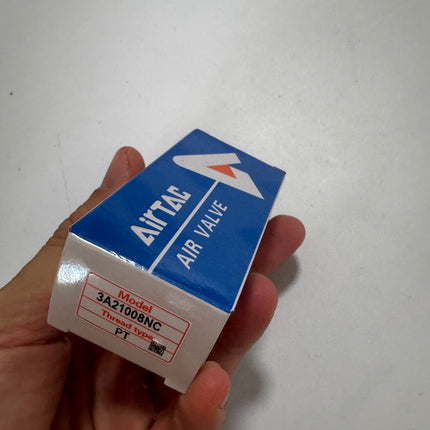 AirTAC
AIR VALVE
Model
3A21008NC
Thread type
PT